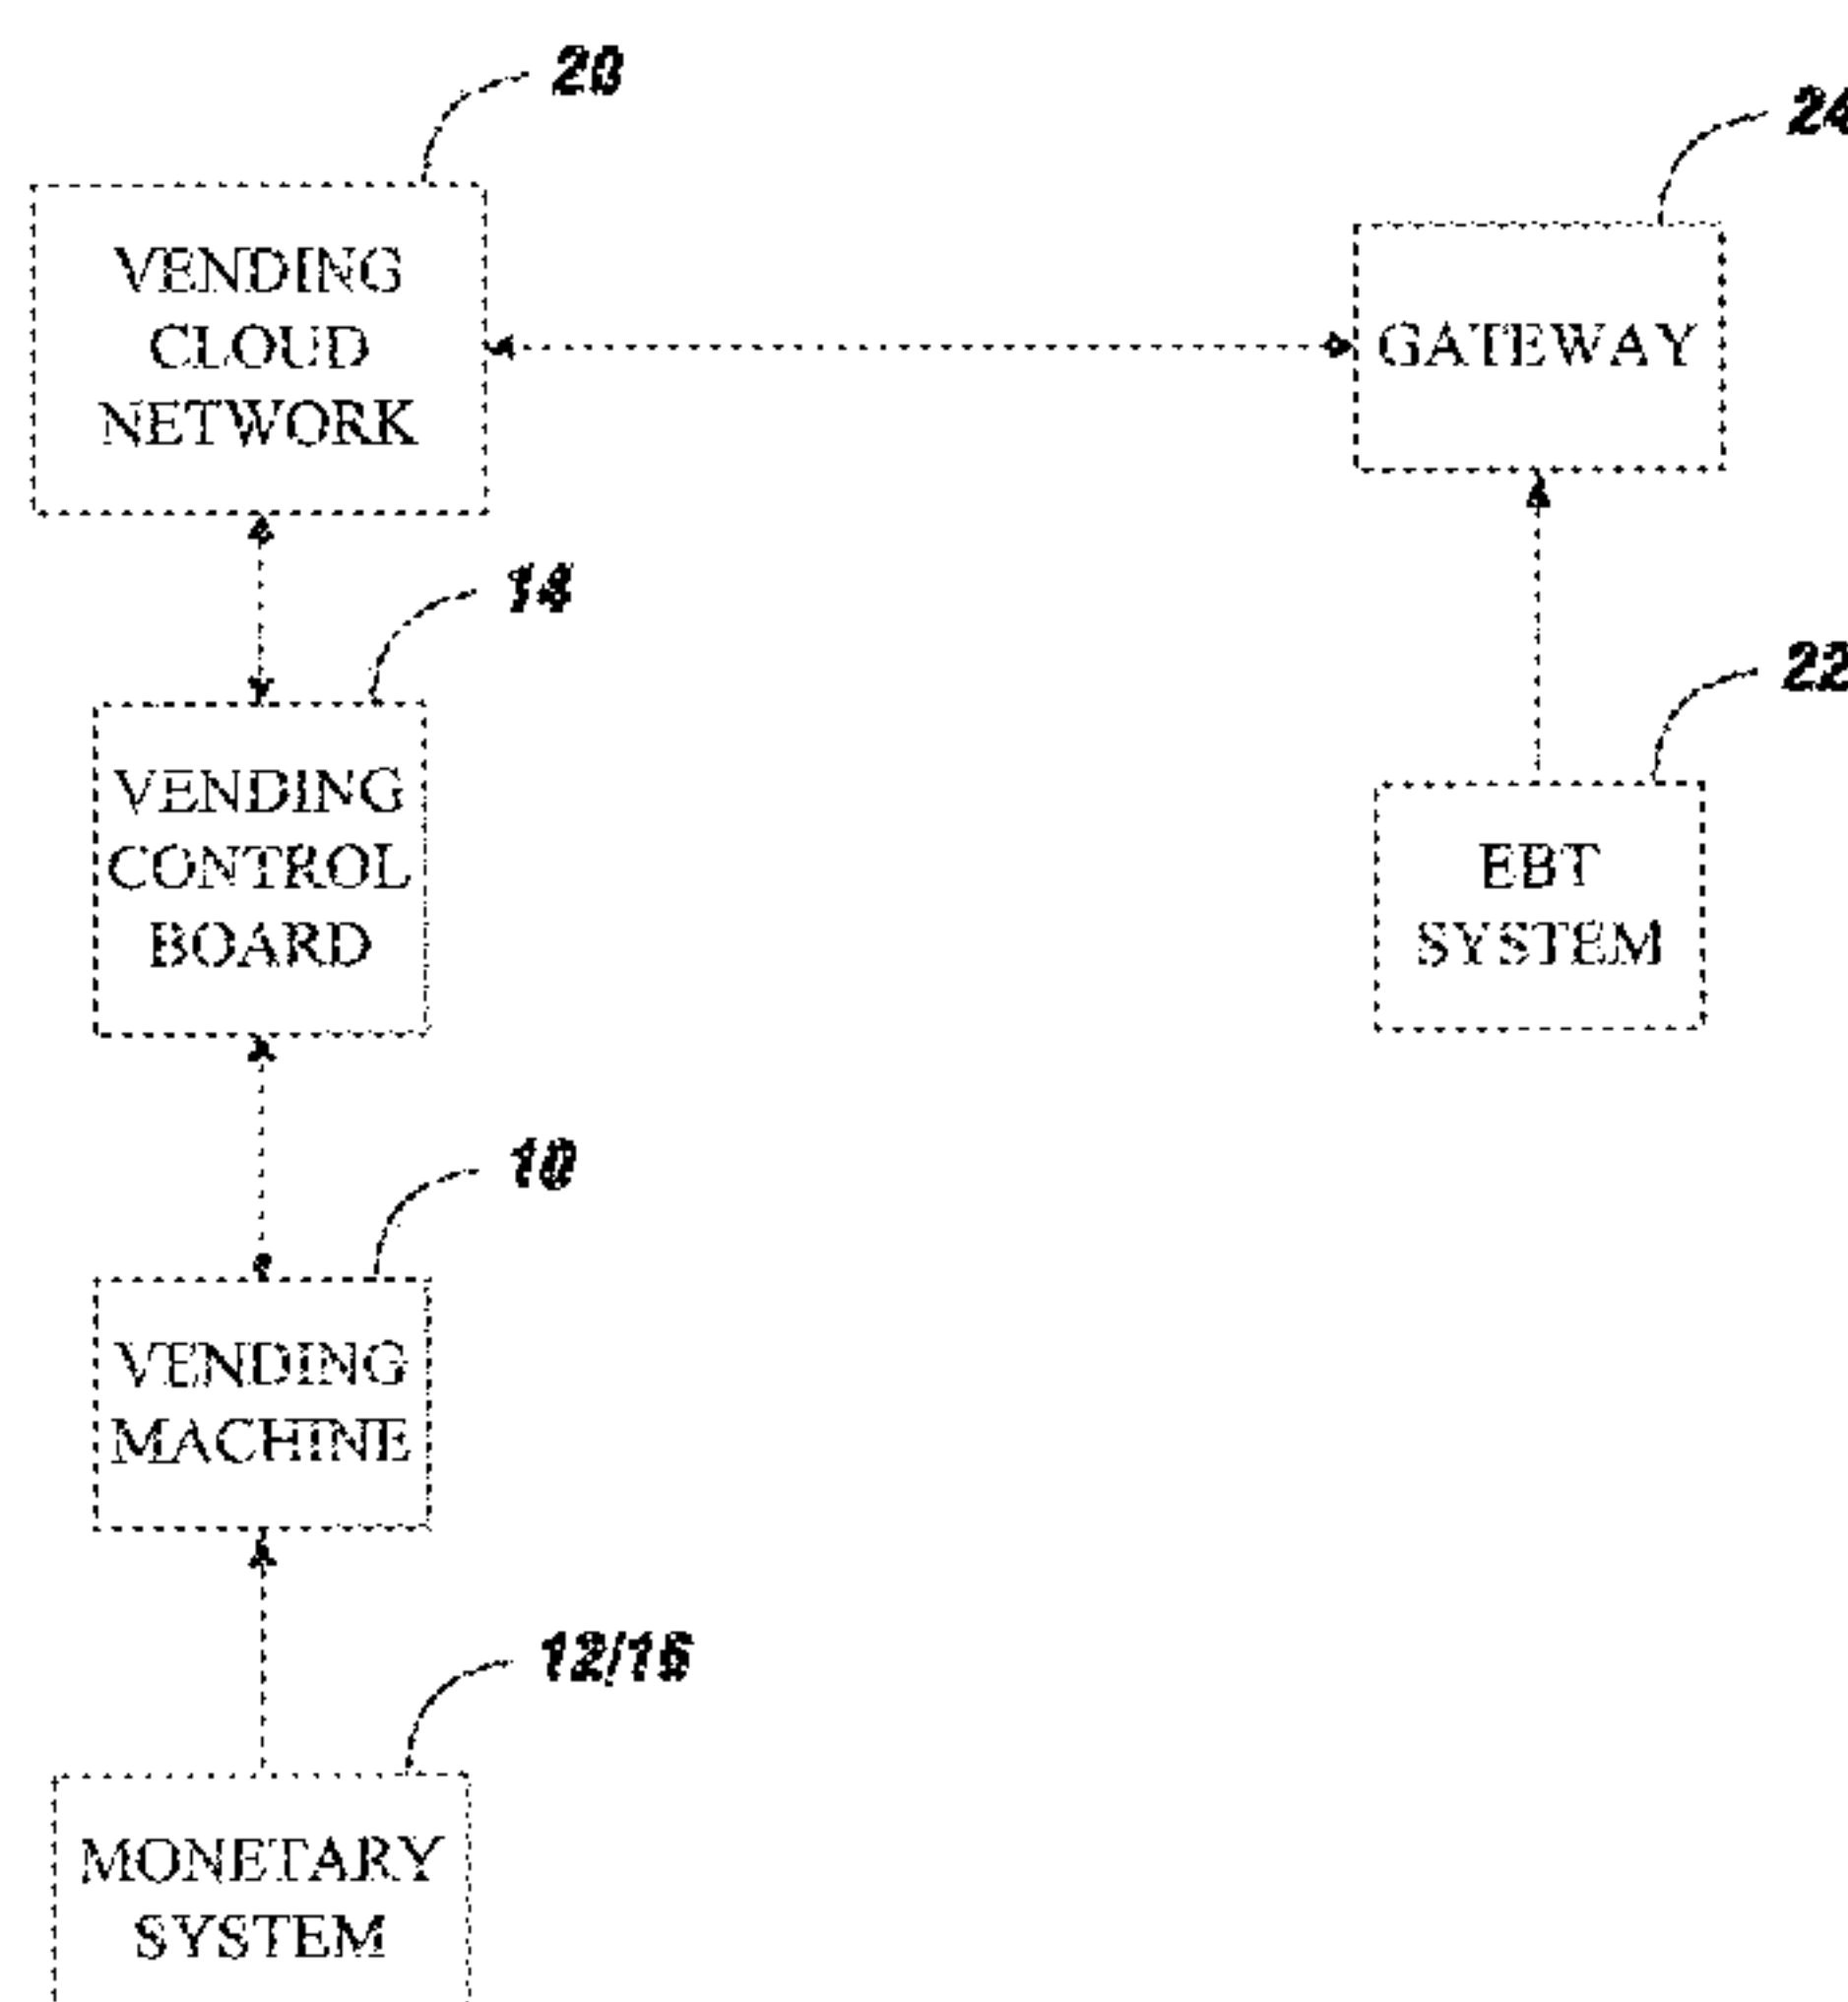 20
24
VENDING
CLOUD
NETWORK
GATEWAY
14
22
VENDING
CONTROL
BOARD
EBT
SYSTEM
10
VENDING
MACHINE
12/16
MONETARY
SYSTEM